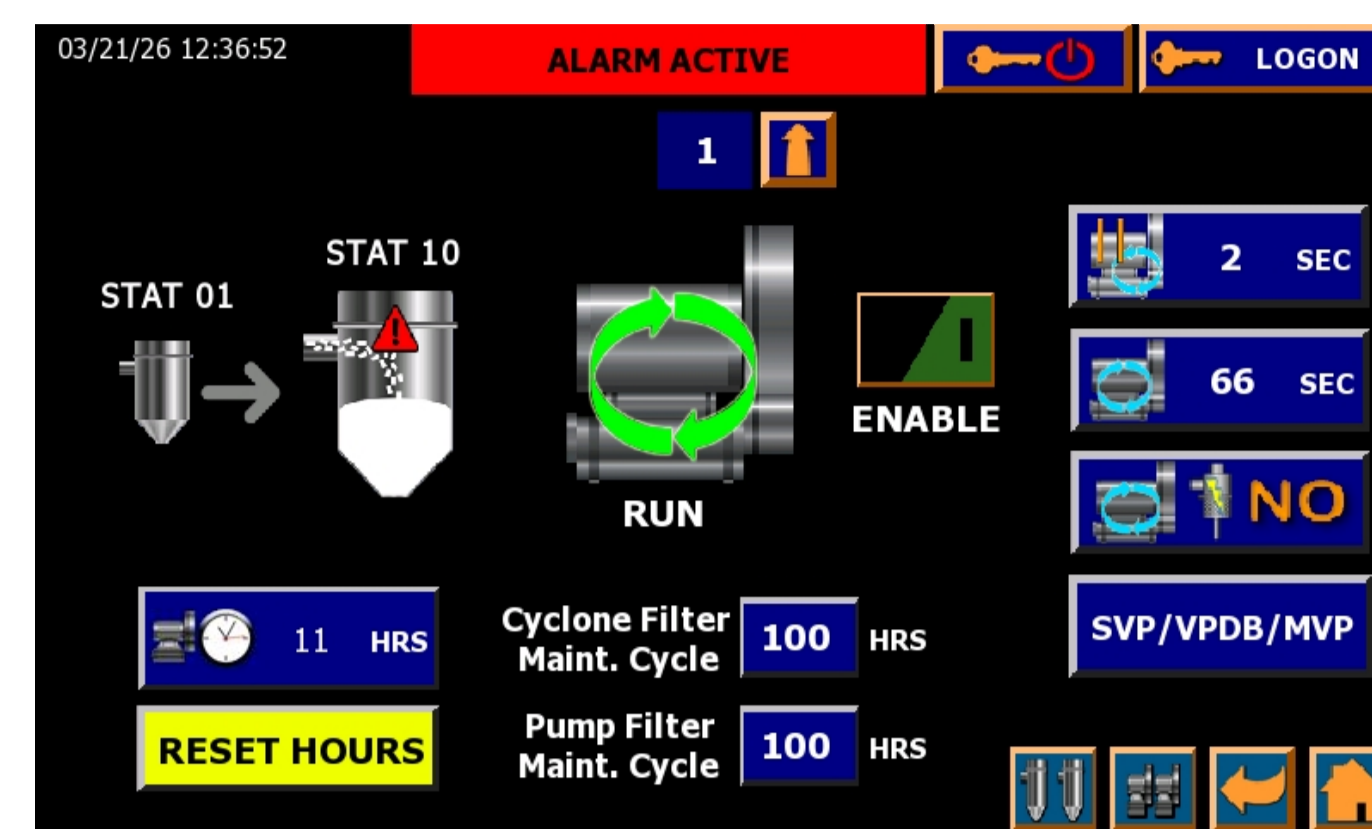 03/21/26 12:36:52
ALARM ACTIVE
LOGON
1
STAT 10
STAT 01
2 SEC
66 SEC
ENABLE
NO
RUN
SVP/VPDB/MVP
11 HRS
Cyclone Filter
Maint. Cycle
100 HRS
RESET HOURS
Pump Filter
Maint. Cycle
100 HRS